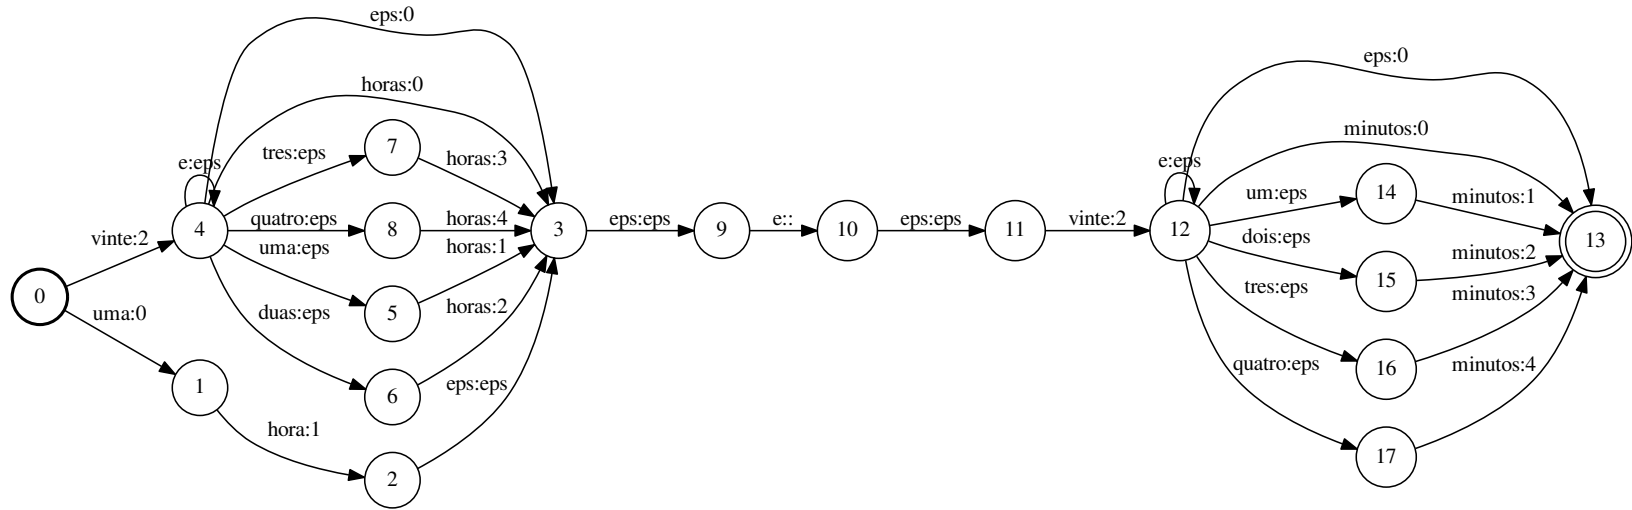 eps:0
eps:0
horas:0
minutos:0
7
tres:eps
horas:3
e:eps
e:eps
14
um:eps
minutos:1
4
quatro:eps
8
horas:4
3
eps:eps
9
e::
10
eps:eps
11
vinte:2
12
13
vinte:2
uma:eps
horas:1
dois:eps
15
minutos:2
0
tres:eps
minutos:3
uma:0
duas:eps
5
horas:2
quatro:eps
16
minutos:4
1
6
eps:eps
hora:1
17
2